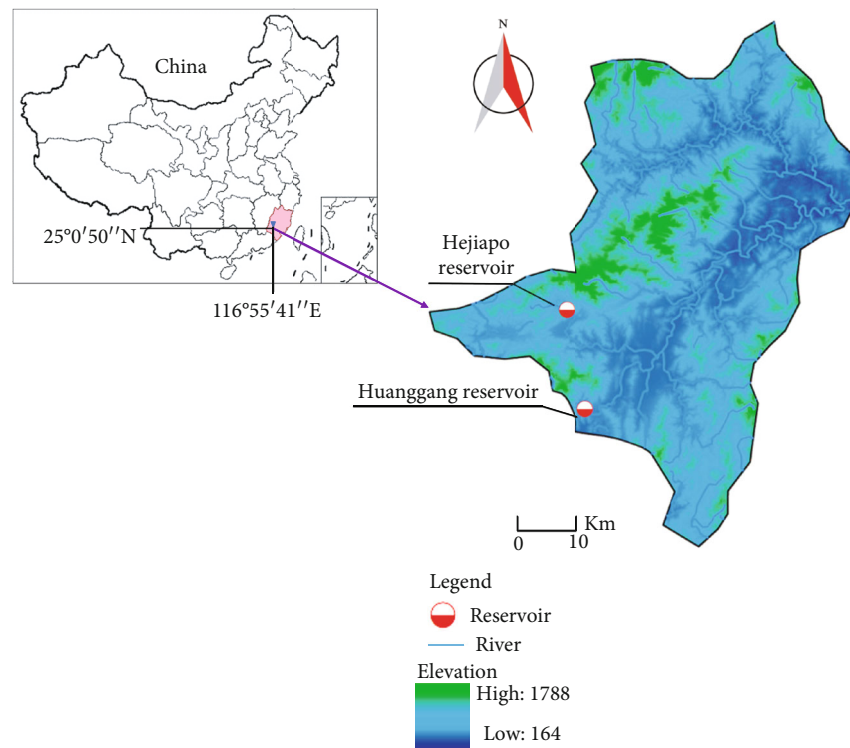 China
N
25°0′50′′N
116°55′41′′E
Hejiapo
reservoir
Huanggang reservoir
Km
0 10
Legend
Reservoir
River
Elevation
High: 1788
Low: 164